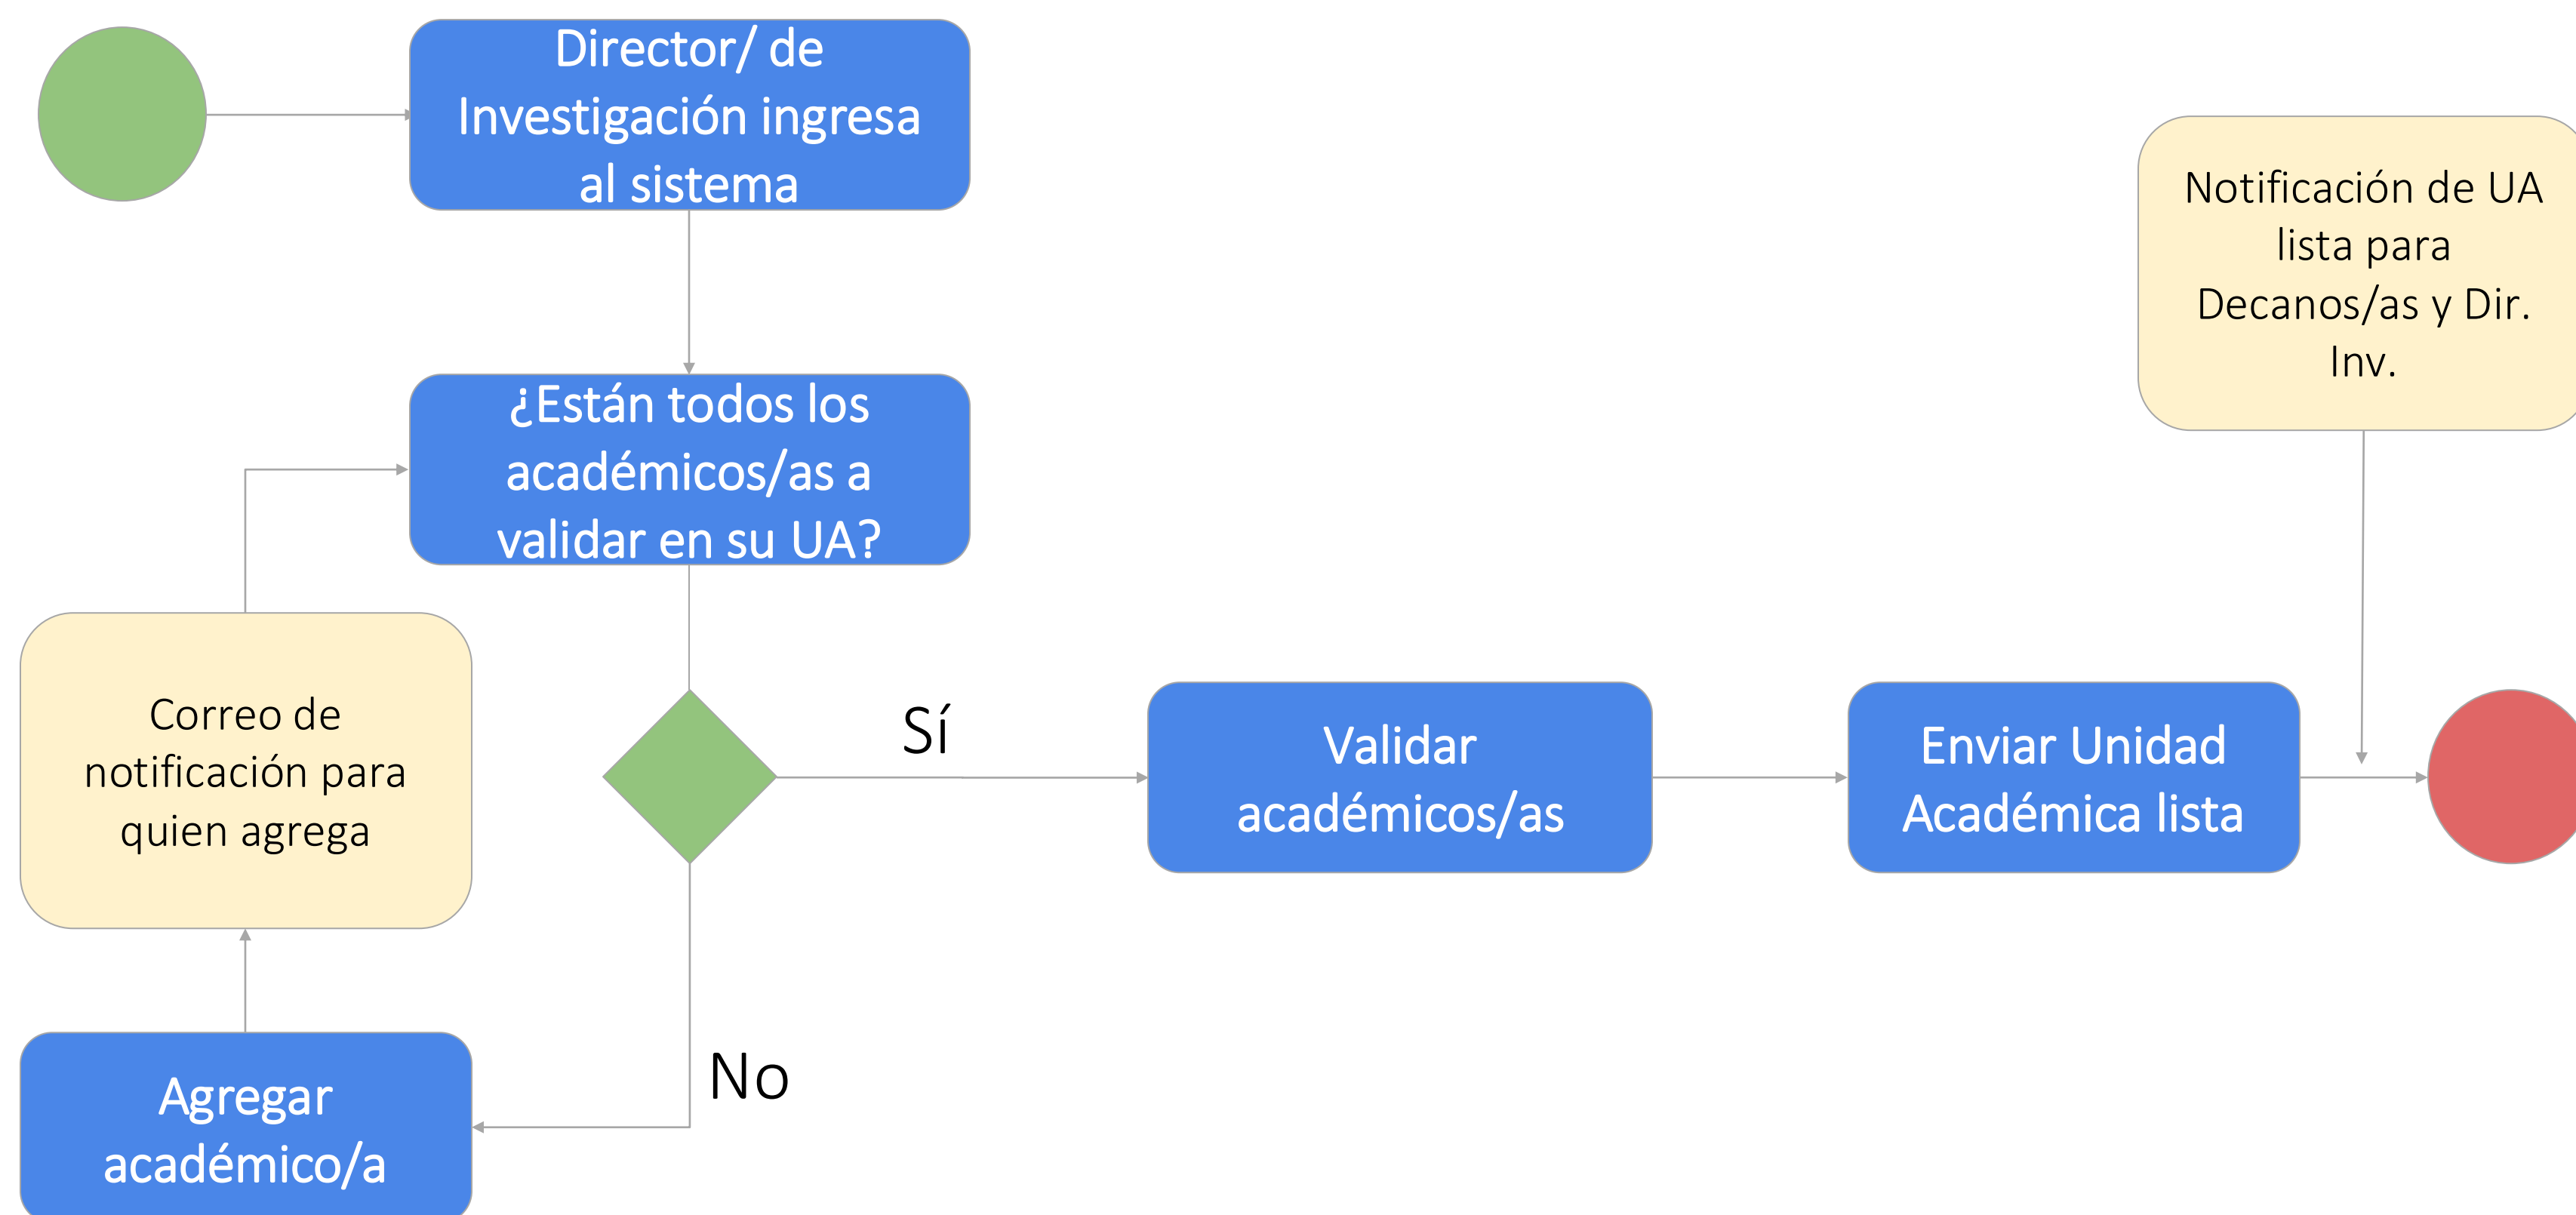 Director/ de
Investigación ingresa
al sistema
Notificación de UA
lista para
Decanos/as y Dir.
Inv.
¿Están todos los
académicos/as a
validar en su UA?
Correo de
notificación para
quien agrega
Sí
Validar
académicos/as
Enviar Unidad
Académica lista
No
Agregar
académico/a